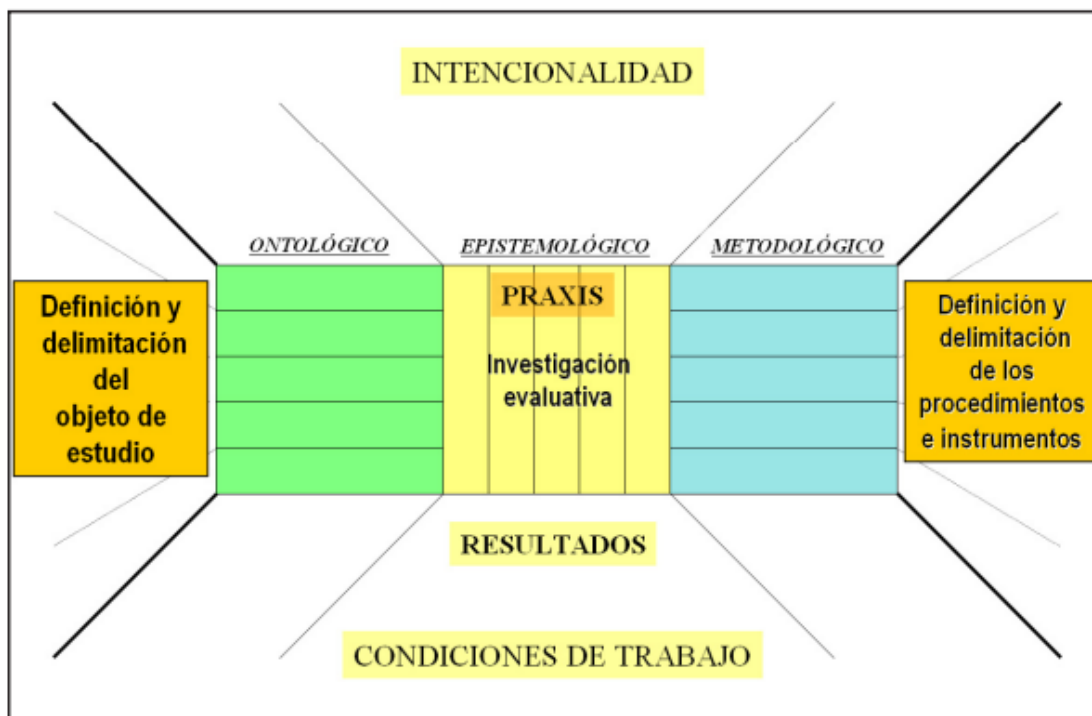 INTENCIONALIDAD
ONTOLÓGICO
EPISTEMOLÓGICO
METODOLÓGICO
Definición y
delimitación
del
objeto de
estudio
PRAXIS
Investigación
evaluativa
Definición y
delimitación
de los
procedimientos
e instrumentos
RESULTADOS
CONDICIONES DE TRABAJO